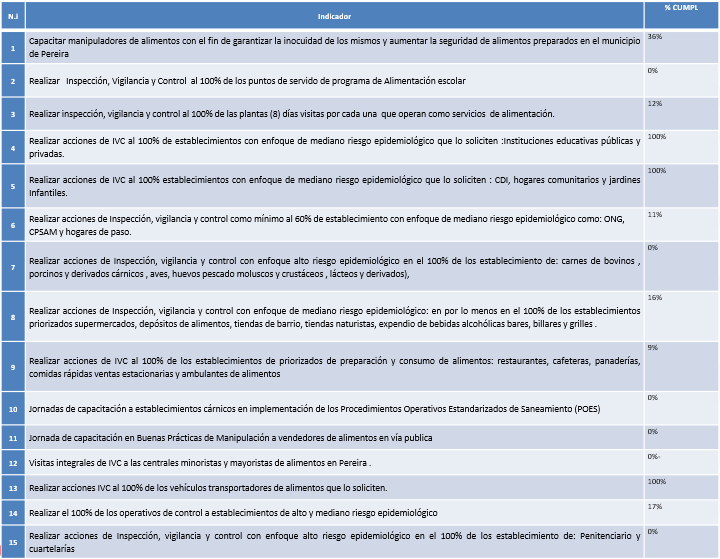 N.i Indicador % CUMPL
1 Capacitar manipuladores de alimentos con el fin de garantizar la inocuidad de los mismos y aumentar la seguridad de alimentos preparados en el municipio 36%
de Pereira
2 Realizar Inspección, Vigilancia y Control al 100% de los puntos de servido de programa de Alimentación escolar 0%
3 Realizar inspección, vigilancia y control al 100% de las plantas (8) días visitas por cada una que operan como servicios de alimentación. 12%
4 Realizar acciones de IVC al 100% de establecimientos con enfoque de mediano riesgo epidemiológico que lo soliciten :Instituciones educativas públicas y 100%
privadas.
5 Realizar acciones de IVC al 100% establecimientos con enfoque de mediano riesgo epidemiológico que lo soliciten : CDI, hogares comunitarios y jardines 100%
Infantiles.
6 Realizar acciones de Inspección, vigilancia y control como mínimo al 60% de establecimiento con enfoque de mediano riesgo epidemiológico como: ONG, 11%
CPSAM y hogares de paso.
7 Realizar acciones de Inspección, vigilancia y control con enfoque alto riesgo epidemiológico en el 100% de los establecimiento de: carnes de bovinos , 0%
porcinos y derivados cárnicos , aves, huevos pescado moluscos y crustáceos , lácteos y derivados),
8 Realizar acciones de Inspección, vigilancia y control con enfoque de mediano riesgo epidemiológico: en por lo menos en el 100% de los establecimientos 16%
priorizados supermercados, depósitos de alimentos, tiendas de barrio, tiendas naturistas, expendio de bebidas alcohólicas bares, billares y grilles .
9 Realizar acciones de IVC al 100% de los establecimientos de priorizados de preparación y consumo de alimentos: restaurantes, cafeteras, panaderías, 9%
comidas rápidas ventas estacionarias y ambulantes de alimentos
10 Jornadas de capacitación a establecimientos cárnicos en implementación de los Procedimientos Operativos Estandarizados de Saneamiento (POES) 0%
11 Jornada de capacitación en Buenas Prácticas de Manipulación a vendedores de alimentos en vía publica 0%
12 Visitas integrales de IVC a las centrales minoristas y mayoristas de alimentos en Pereira . 0%-
13 Realizar acciones IVC al 100% de los vehículos transportadores de alimentos que lo soliciten. 100%
14 Realizar el 100% de los operativos de control a establecimientos de alto y mediano riesgo epidemiológico 17%
15 Realizar acciones de Inspección, vigilancia y control con enfoque alto riesgo epidemiológico en el 100% de los establecimiento de: Penitenciario y 0%
cuartelarías